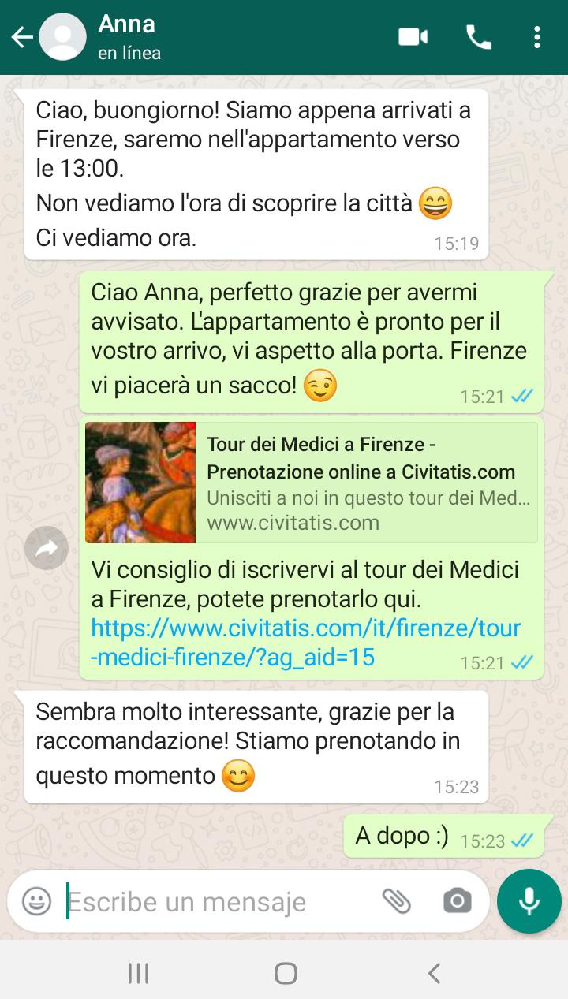 Anna
en línea
Ciao, buongiorno! Siamo appena arrivati a
Firenze, saremo nell'appartamento verso
le 13:00.
Non vediamo l'ora di scoprire la città 😄
Ci vediamo ora.
15:19
Ciao Anna, perfetto grazie per avermi
avvisato. L'appartamento è pronto per il
vostro arrivo, vi aspetto alla porta. Firenze
vi piacerà un sacco! 😉
15:21
Tour dei Medici a Firenze -
Prenotazione online a Civitatis.com
Unisciti a noi in questo tour dei Med...
www.civitatis.com
Vi consiglio di iscrivervi al tour dei Medici
a Firenze, potete prenotarlo qui.
https://www.civitatis.com/it/firenze/tour
-medici-firenze/?ag_aid=15
15:21
Sembra molto interessante, grazie per la
raccomandazione! Stiamo prenotando in
questo momento 😊
15:23
A dopo :)
15:23
Escribe un mensaje